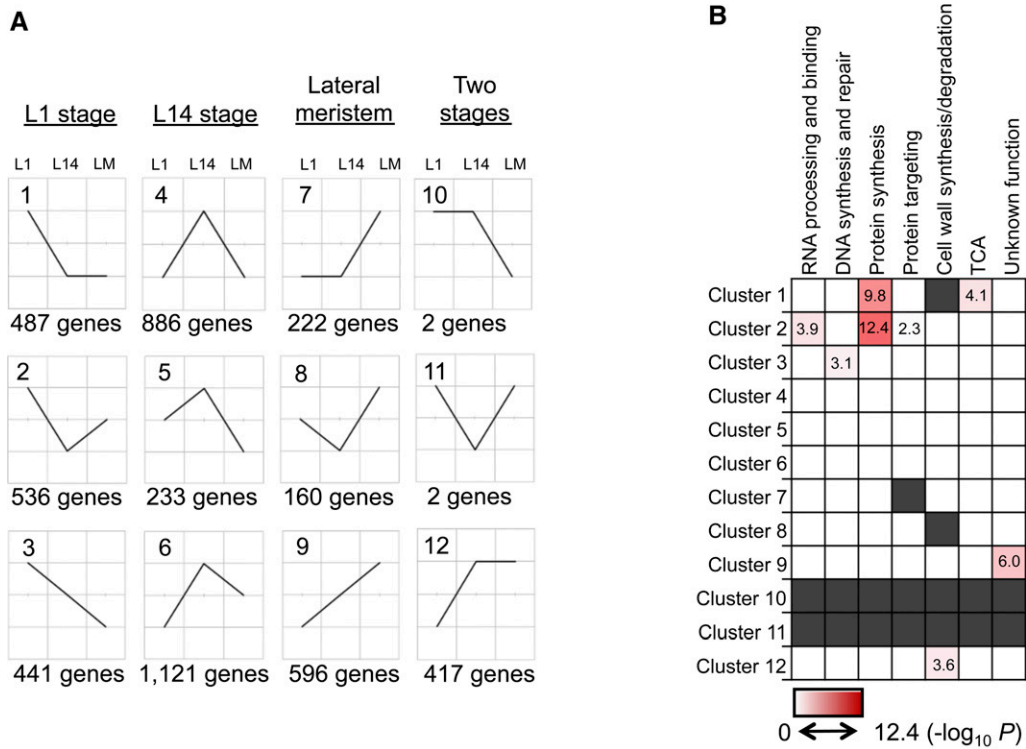 A
L1 stage
L14 stage
Lateral
meristem
Two
stages
L1 L14 LM
L1 L14 LM
L1 L14 LM
L1 L14 LM
1
4
7
10
487 genes
886 genes
222 genes
2 genes
2
5
8
11
536 genes
233 genes
160 genes
2 genes
3
6
9
12
441 genes
1,121 genes
596 genes
417 genes
B
RNA processing and binding
DNA synthesis and repair
Protein synthesis
Protein targeting
Cell wall synthesis/degradation
TCA
Unknown function
Cluster 1 9.8 4.1
Cluster 2 3.9 12.4 2.3
Cluster 3 3.1
Cluster 4
Cluster 5
Cluster 6
Cluster 7
Cluster 8
Cluster 9 6.0
Cluster 10
Cluster 11
Cluster 12 3.6
0 12.4 (-log10 P)